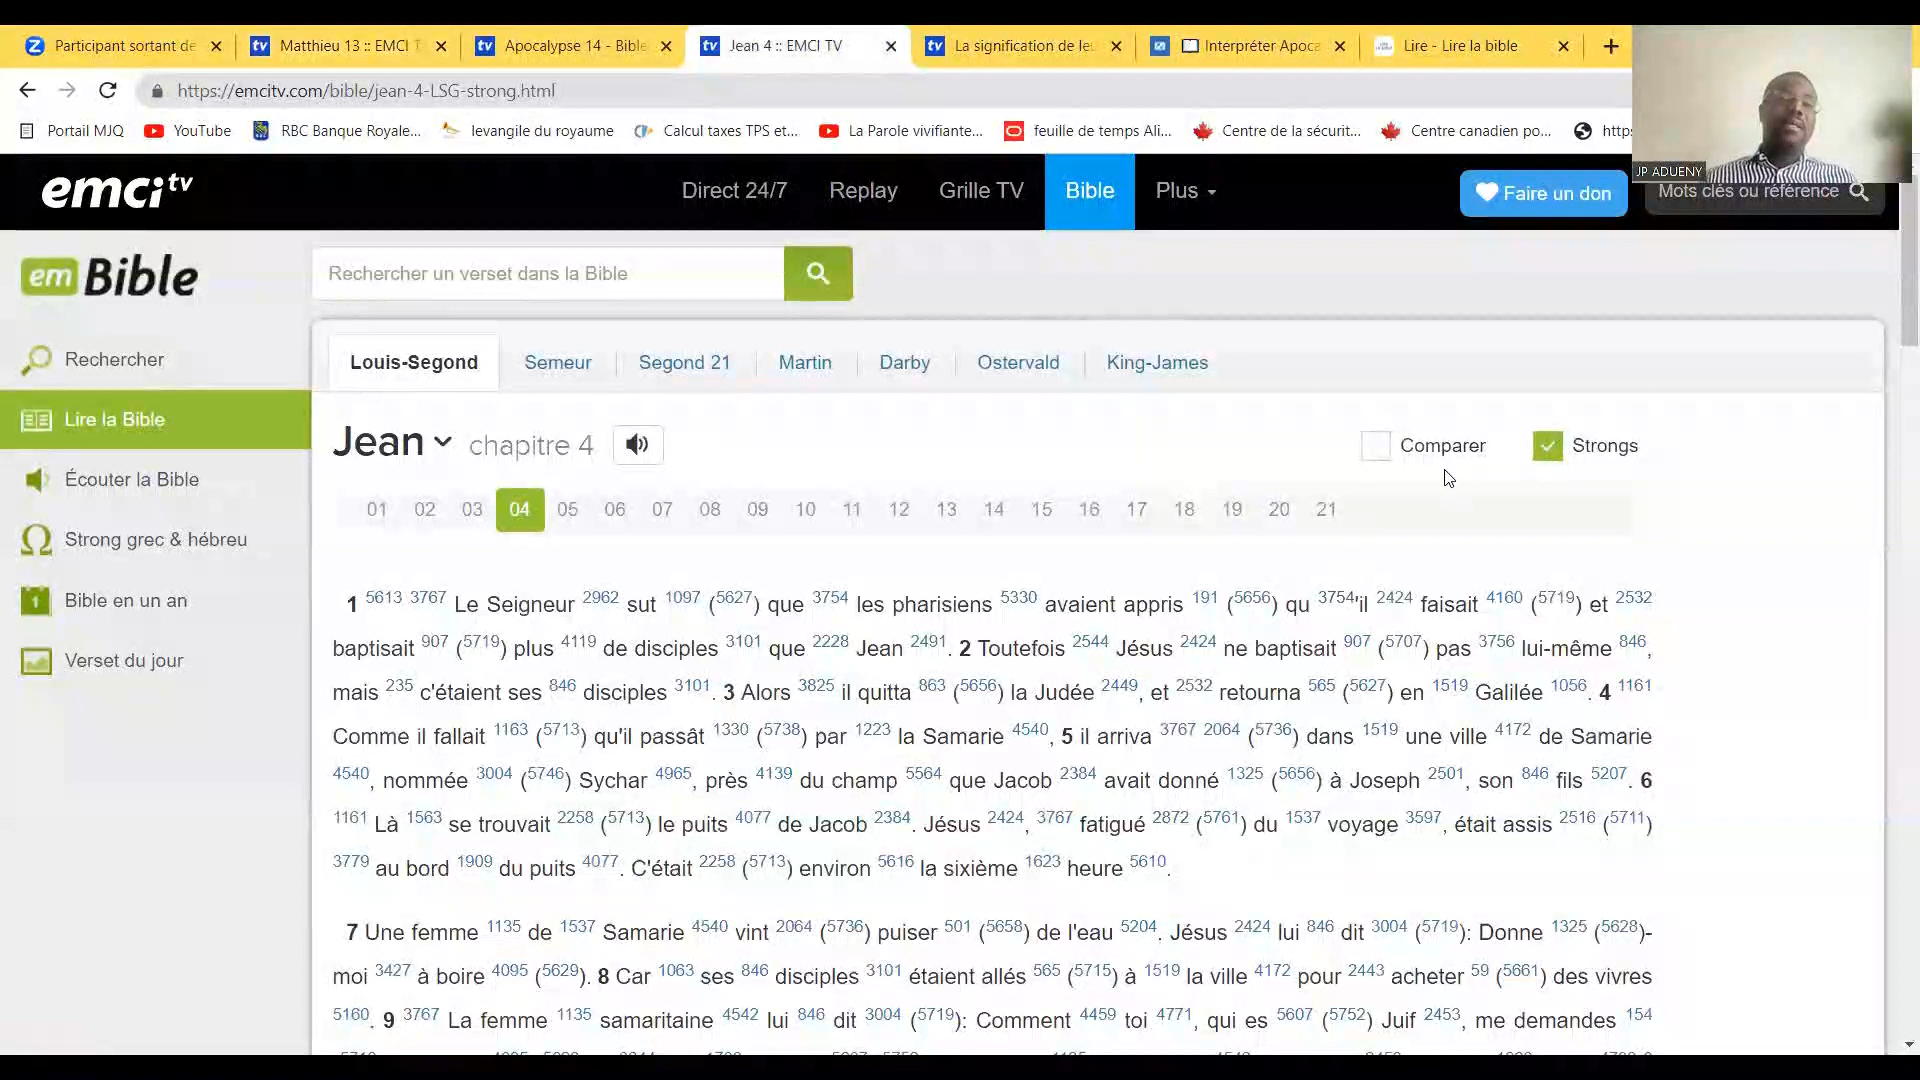 Participant sortant de
Matthieu 13 :: EMCI T
Apocalypse 14 - Bible
Jean 4 :: EMCI TV
La signification de le
Interpréter Apoca
Lire - Lire la bible
https://emcitv.com/bible/jean-4-LSG-strong.html
Portail MJQ YouTube RBC Banque Royale... levangile du royaume Calcul taxes TPS et... La Parole vivifiante... feuille de temps Ali... Centre de la sécurit... Centre canadien po... https
JP ADUENY
emci tv
Direct 24/7 Replay Grille TV Bible Plus
Faire un don
Mots clés ou référence
em Bible
Rechercher un verset dans la Bible
Rechercher
Lire la Bible
Écouter la Bible
Strong grec & hébreu
Bible en un an
Verset du jour
Louis-Segond Semeur Segond 21 Martin Darby Ostervald King-James
Jean chapitre 4
Comparer Strongs
01 02 03 04 05 06 07 08 09 10 11 12 13 14 15 16 17 18 19 20 21
1 5613 3767 Le Seigneur 2962 sut 1097 (5627) que 3754 les pharisiens 5330 avaient appris 191 (5656) qu 3754'il 2424 faisait 4160 (5719) et 2532
baptisait 907 (5719) plus 4119 de disciples 3101 que 2228 Jean 2491. 2 Toutefois 2544 Jésus 2424 ne baptisait 907 (5707) pas 3756 lui-même 846,
mais 235 c'étaient ses 846 disciples 3101. 3 Alors 3825 il quitta 863 (5656) la Judée 2449, et 2532 retourna 565 (5627) en 1519 Galilée 1056. 4 1161
Comme il fallait 1163 (5713) qu'il passât 1330 (5738) par 1223 la Samarie 4540, 5 il arriva 3767 2064 (5736) dans 1519 une ville 4172 de Samarie
4540, nommée 3004 (5746) Sychar 4965, près 4139 du champ 5564 que Jacob 2384 avait donné 1325 (5656) à Joseph 2501, son 846 fils 5207. 6
1161 Là 1563 se trouvait 2258 (5713) le puits 4077 de Jacob 2384. Jésus 2424, 3767 fatigué 2872 (5761) du 1537 voyage 3597, était assis 2516 (5711)
3779 au bord 1909 du puits 4077. C'était 2258 (5713) environ 5616 la sixième 1623 heure 5610.
7 Une femme 1135 de 1537 Samarie 4540 vint 2064 (5736) puiser 501 (5658) de l'eau 5204. Jésus 2424 lui 846 dit 3004 (5719): Donne 1325 (5628)-
moi 3427 à boire 4095 (5629). 8 Car 1063 ses 846 disciples 3101 étaient allés 565 (5715) à 1519 la ville 4172 pour 2443 acheter 59 (5661) des vivres
5160. 9 3767 La femme 1135 samaritaine 4542 lui 846 dit 3004 (5719): Comment 4459 toi 4771, qui es 5607 (5752) Juif 2453, me demandes 154